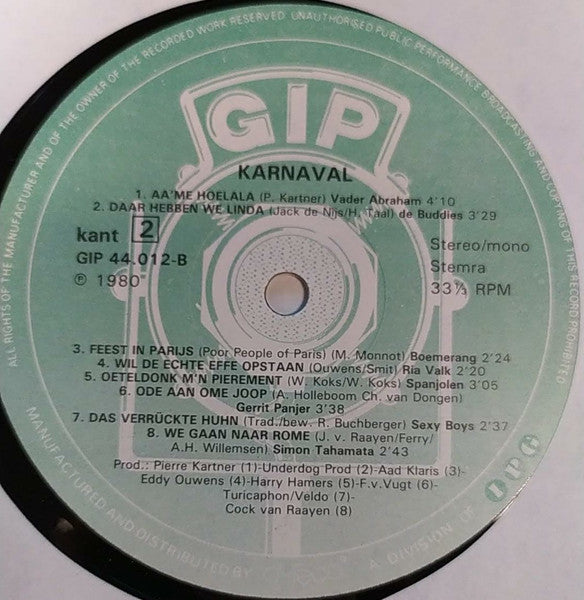 ALL RIGHTS OF THE MANUFACTURER AND OF THE OWNER OF THE RECORDED WORK RESERVED. UNAUTHORISED PUBLIC PERFORMANCE BROADCASTING AND COPYING OF THIS RECORD PROHIBITED
GIP
KARNAVAL
1. AA'ME HOELALA (P. Kartner) Vader Abraham 4'10
2. DAAR HEBBEN WE LINDA (Jack de Nijs/H. Taal) de Buddies 3'29
kant 2
GIP 44.012-B
℗ 1980
Stereo/mono
Stemra
33⅓ RPM
3. FEEST IN PARIJS (Poor People of Paris) (M. Monnot) Boemerang 2'24
4. WIL DE ECHTE EFFE OPSTAAN (Ouwens/Smit) Ria Valk 2'20
5. OETELDONK M'N PIEREMENT (W. Koks/W. Koks) Spanjolen 3'05
6. ODE AAN OME JOOP (A. Holleboom Ch. van Dongen)
Gerrit Panjer 3'38
7. DAS VERRÜCKTE HUHN (Trad./bew. R. Buchberger) Sexy Boys 2'37
8. WE GAAN NAAR ROME (J. v. Raayen/Ferry/
A.H. Willemsen) Simon Tahamata 2'43
Prod.: Pierre Kartner (1)-Underdog Prod (2)-Aad Klaris (3)-
Eddy Ouwens (4)-Harry Hamers (5)-F.v.Vugt (6)-
Turicaphon/Veldo (7)-
Cock van Raayen (8)
MANUFACTURED AND DISTRIBUTED BY
A DIVISION OF